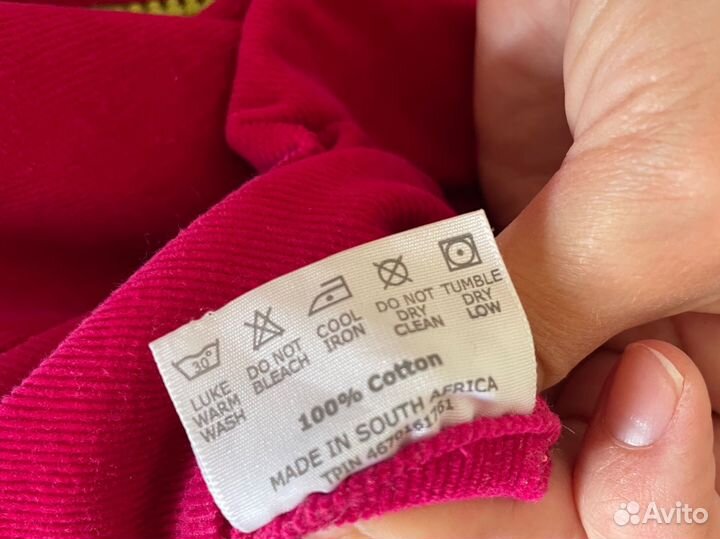 30°
LUKE
WARM
WASH
DO NOT
BLEACH
COOL
IRON
DO NOT
DRY
CLEAN
TUMBLE
DRY
LOW
100% Cotton
MADE IN SOUTH AFRICA
TPIN
Avito